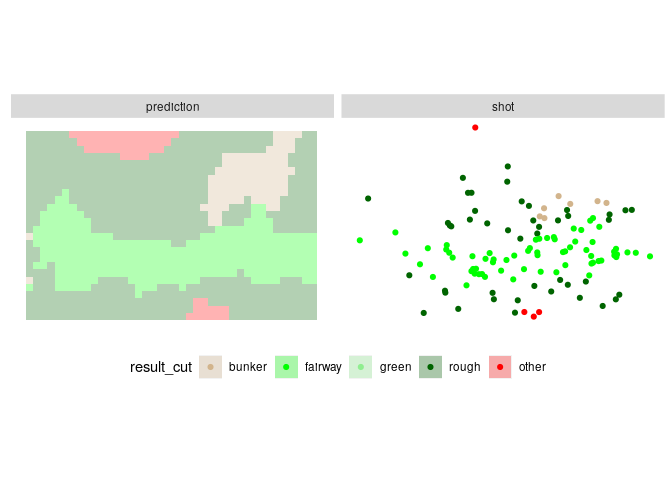 prediction
shot
result_cut
bunker
fairway
green
rough
other